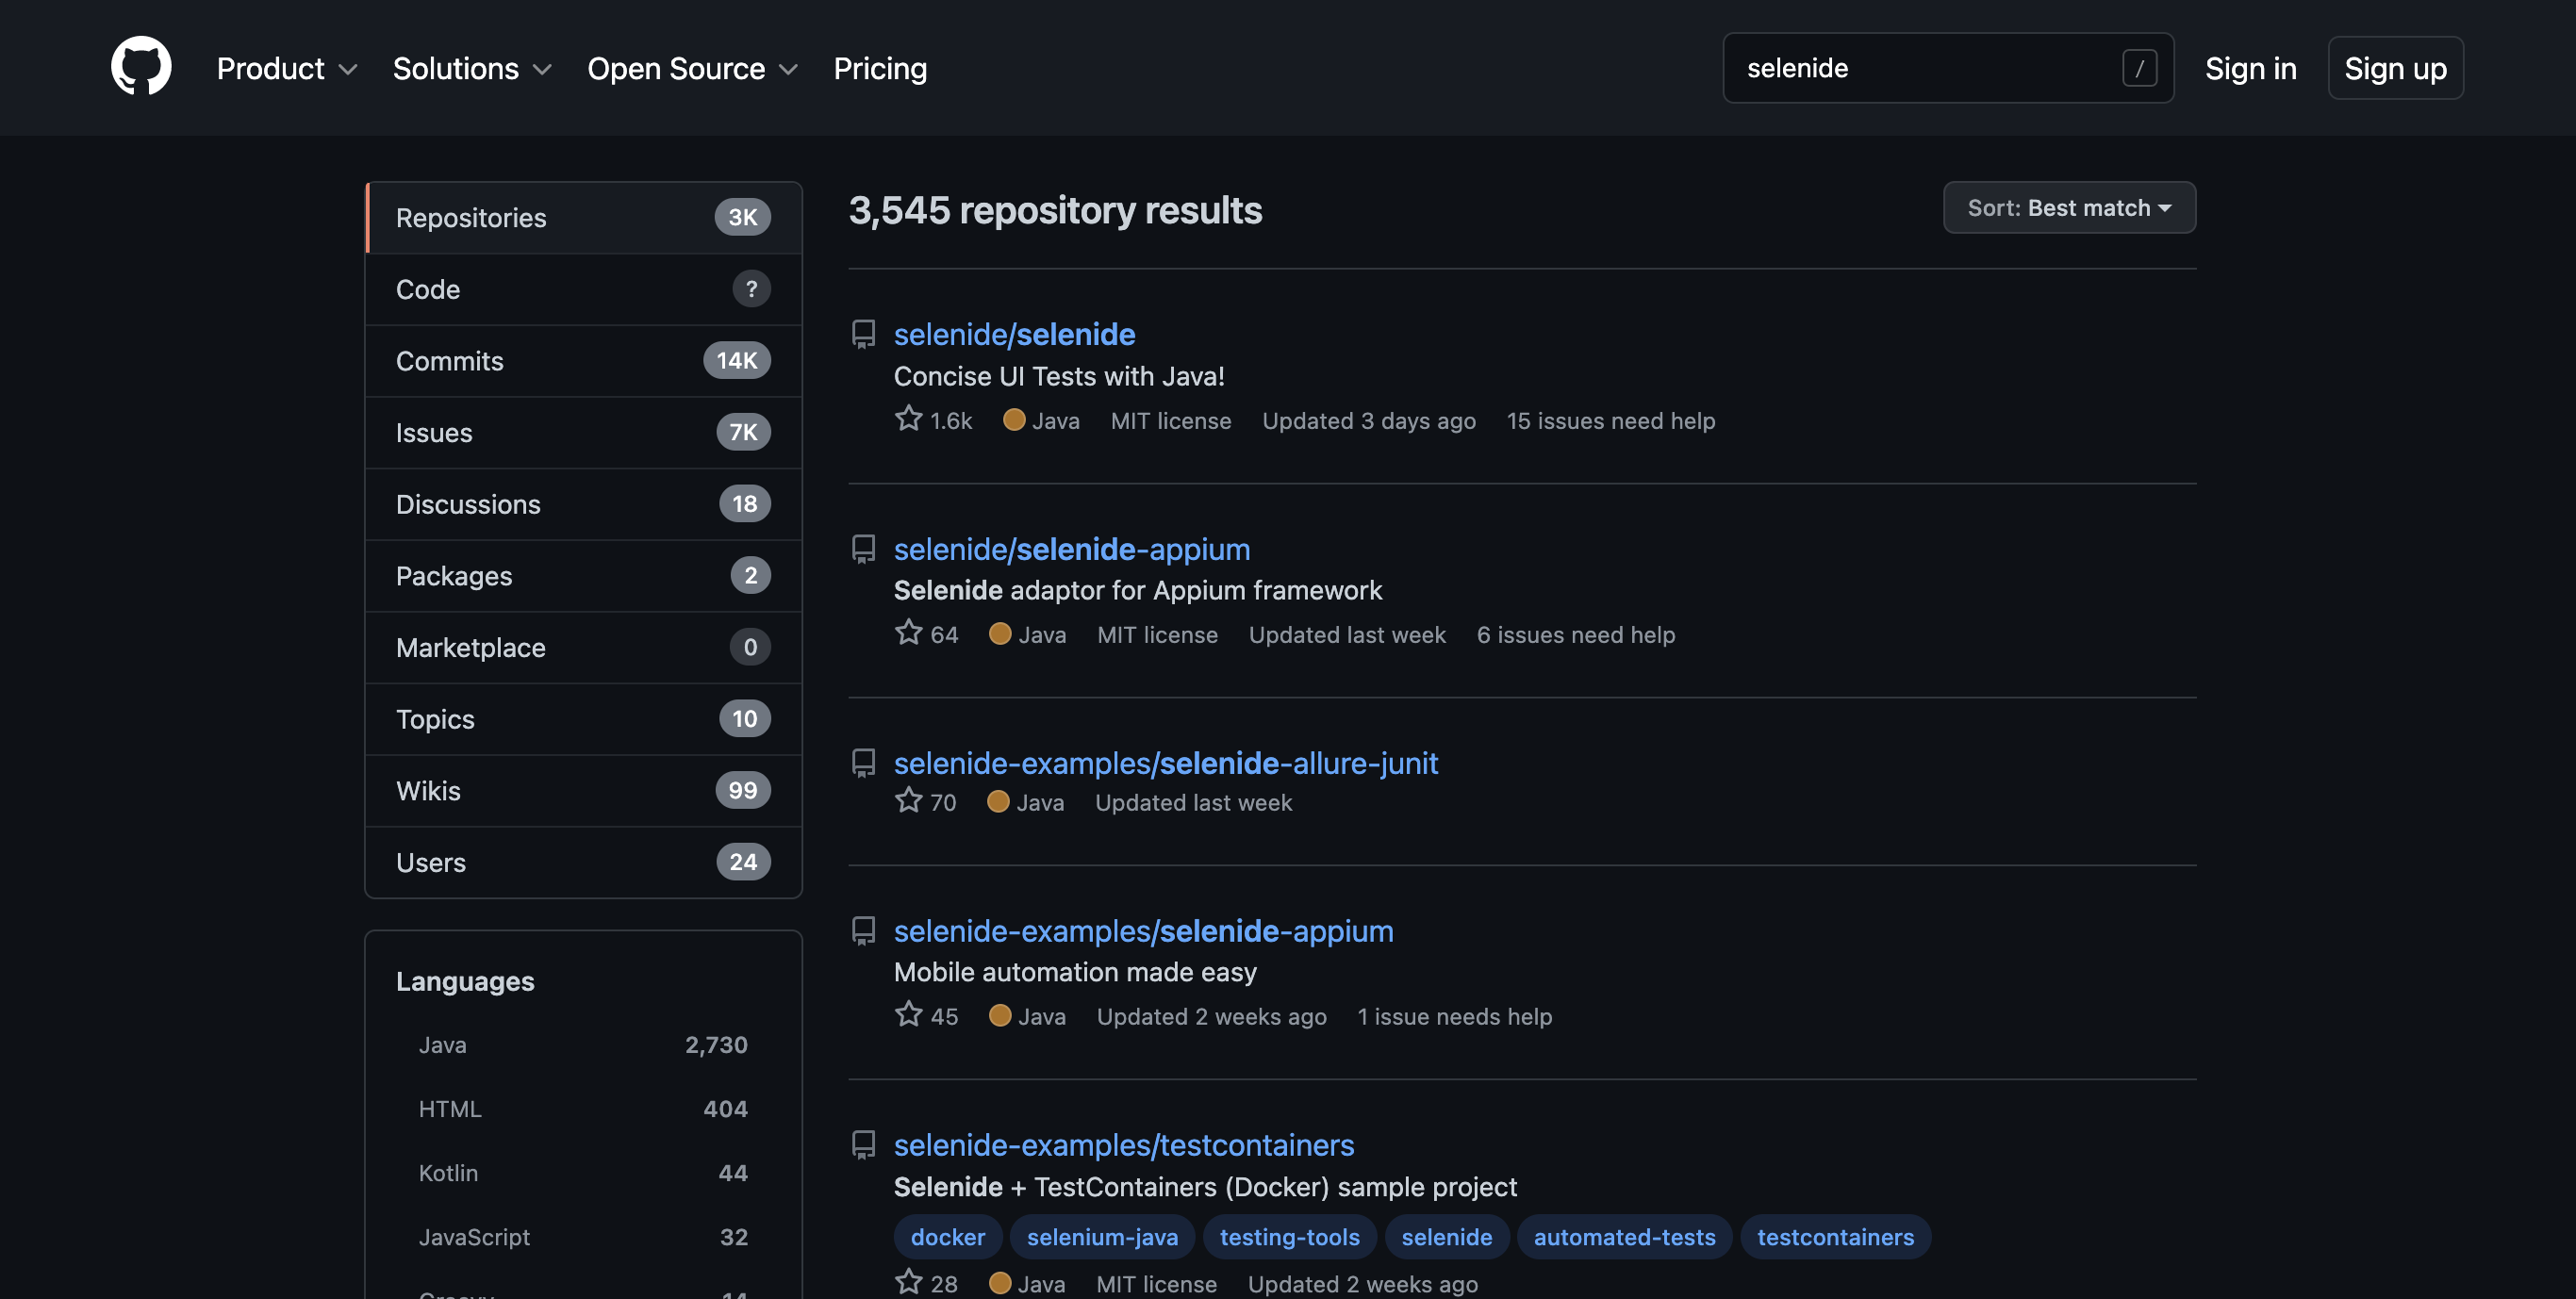 Product Solutions Open Source Pricing selenide / Sign in Sign up
Repositories 3K
Code ?
Commits 14K
Issues 7K
Discussions 18
Packages 2
Marketplace 0
Topics 10
Wikis 99
Users 24
Languages
Java 2,730
HTML 404
Kotlin 44
JavaScript 32
3,545 repository results Sort: Best match
selenide/selenide
Concise UI Tests with Java!
1.6k Java MIT license Updated 3 days ago 15 issues need help
selenide/selenide-appium
Selenide adaptor for Appium framework
64 Java MIT license Updated last week 6 issues need help
selenide-examples/selenide-allure-junit
70 Java Updated last week
selenide-examples/selenide-appium
Mobile automation made easy
45 Java Updated 2 weeks ago 1 issue needs help
selenide-examples/testcontainers
Selenide + TestContainers (Docker) sample project
docker selenium-java testing-tools selenide automated-tests testcontainers
28 Java MIT license Updated 2 weeks ago